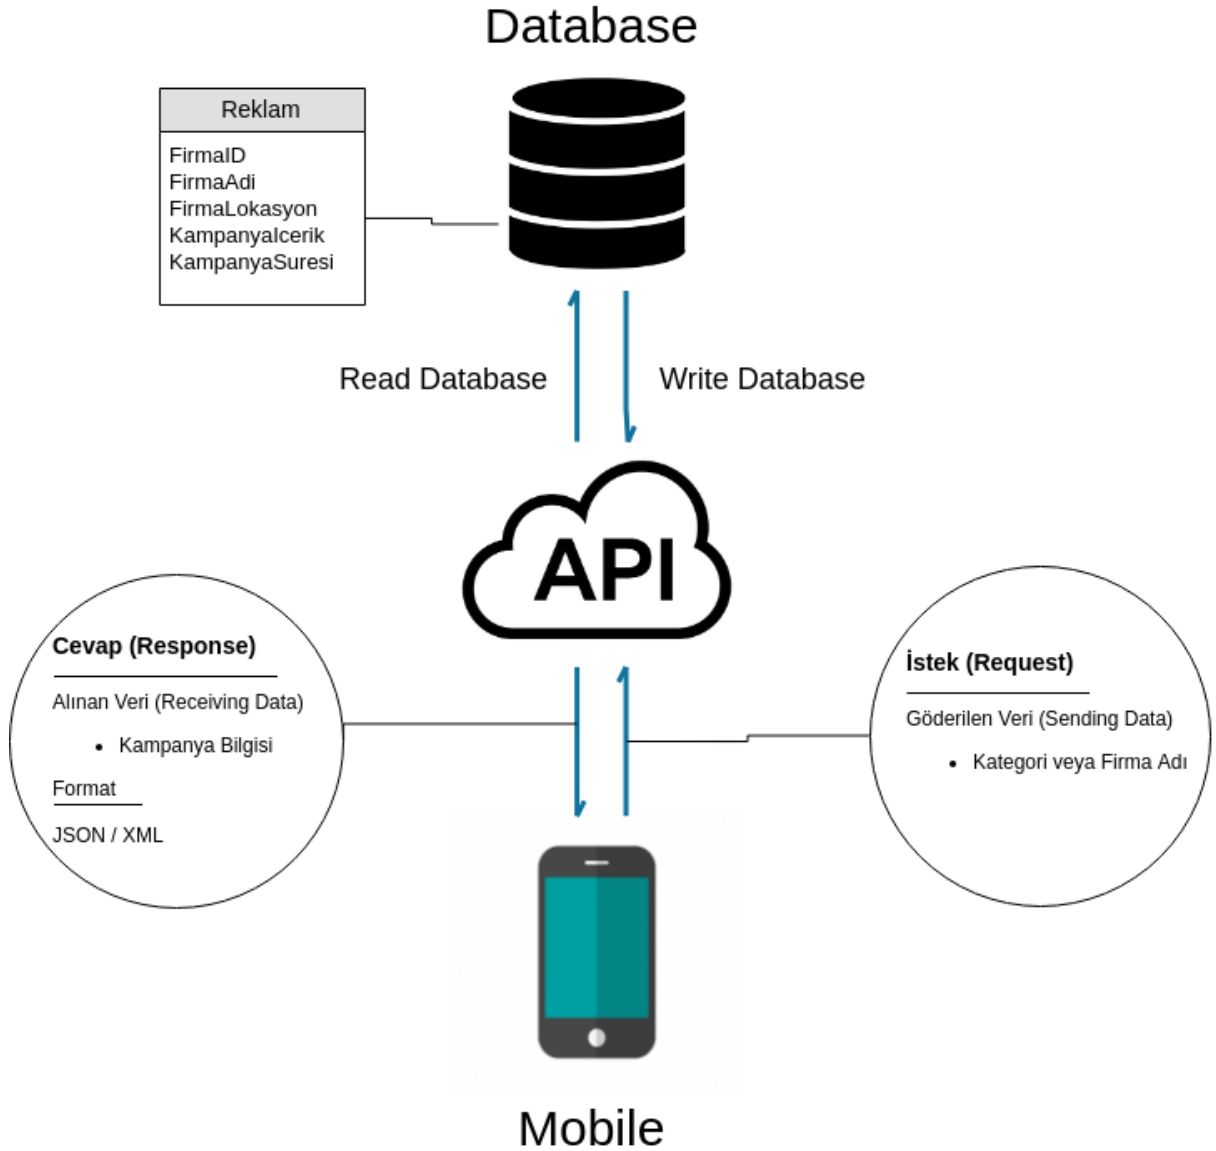 Database
Reklam
FirmaID
FirmaAdi
FirmaLokasyon
KampanyaIcerik
KampanyaSuresi
Read Database
Write Database
API
Cevap (Response)
Alınan Veri (Receiving Data)
• Kampanya Bilgisi
Format
JSON / XML
İstek (Request)
Göderilen Veri (Sending Data)
• Kategori veya Firma Adı
Mobile